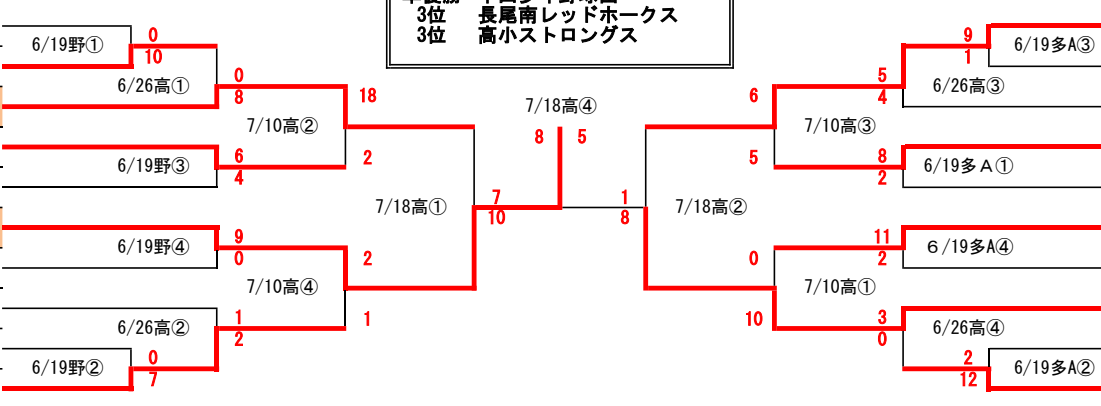 3位 長尾南レッドホークス
3位 高小ストロングス
6/19野①
0
10
6/26高①
0
8
7/10高②
18
2
6/19野③
6
4
7/18高①
7
10
6/19野④
9
0
7/10高④
2
1
6/26高②
1
2
6/19野②
0
7
7/18高④
8 5
9
1
6/19多A③
5
4
6/26高③
6
5
7/10高③
8
2
6/19多A①
1
8
7/18高②
11
2
6/19多A④
0
10
7/10高①
3
0
6/26高④
2
12
6/19多A②